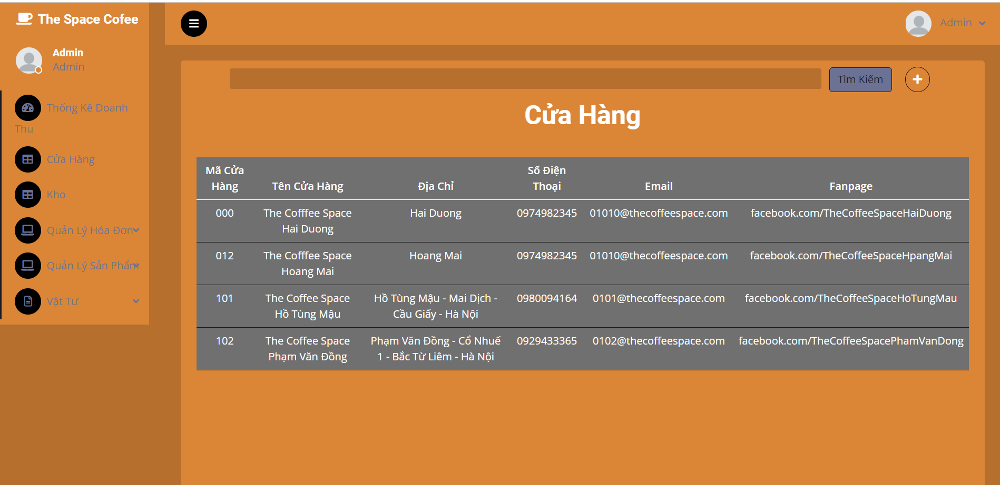 The Space Cofee
Admin
Admin
Admin
Thống Kê Doanh
Thu
Cửa Hàng
Kho
Quản Lý Hóa Đơn
Quản Lý Sản Phẩm
Vật Tư
Tìm Kiếm
Cửa Hàng
Mã Cửa
Hàng
Tên Cửa Hàng
Địa Chỉ
Số Điện
Thoại
Email
Fanpage
000
The Cofffee Space
Hai Duong
Hai Duong
0974982345
01010@thecoffeespace.com
facebook.com/TheCoffeeSpaceHaiDuong
012
The Cofffee Space
Hoang Mai
Hoang Mai
0974982345
01010@thecoffeespace.com
facebook.com/TheCoffeeSpaceHpangMai
101
The Coffee Space
Hồ Tùng Mậu
Hồ Tùng Mậu - Mai Dịch -
Cầu Giấy - Hà Nội
0980094164
0101@thecoffeespace.com
facebook.com/TheCoffeeSpaceHoTungMau
102
The Coffee Space
Phạm Văn Đồng
Phạm Văn Đồng - Cổ Nhuế
1 - Bắc Từ Liêm - Hà Nội
0929433365
0102@thecoffeespace.com
facebook.com/TheCoffeeSpacePhamVanDong